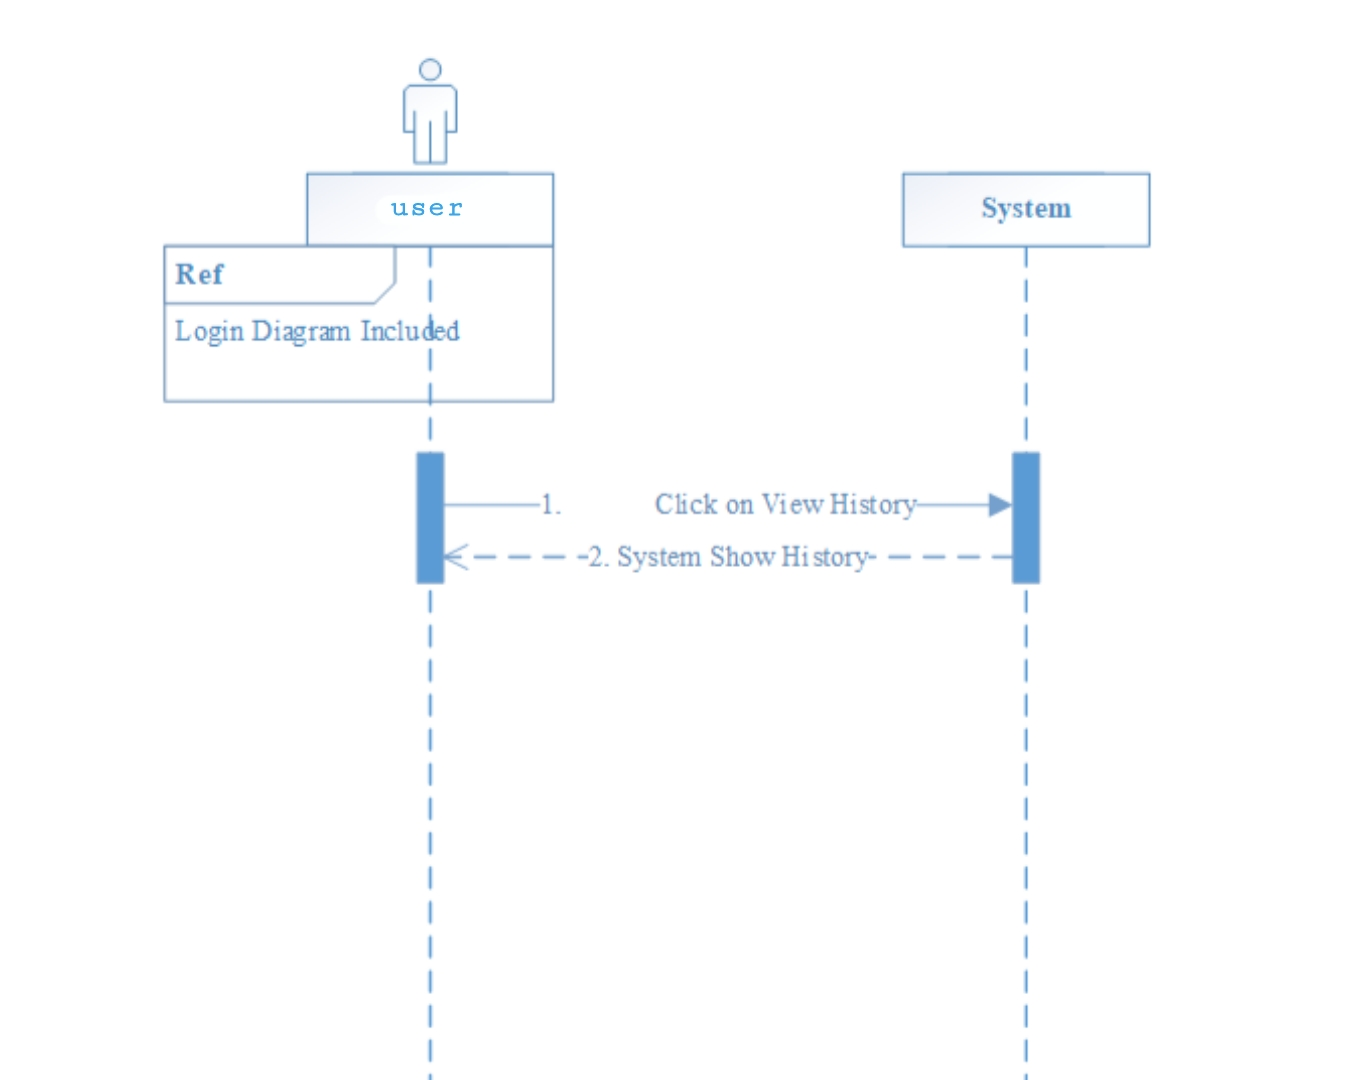 user
System
Ref
Login Diagram Included
1. Click on View History
2. System Show History